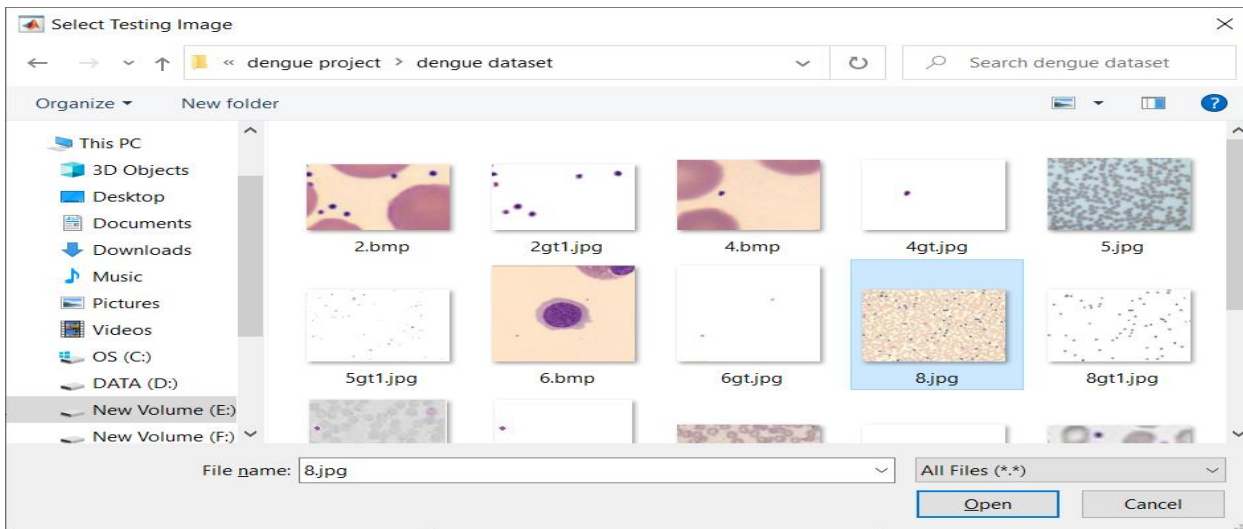 Select Testing Image
« dengue project > dengue dataset
Search dengue dataset
Organize
New folder
This PC
3D Objects
Desktop
Documents
Downloads
Music
Pictures
Videos
OS (C:)
DATA (D:)
New Volume (E:)
New Volume (F:)
2.bmp
2gt1.jpg
4.bmp
4gt.jpg
5.jpg
5gt1.jpg
6.bmp
6gt.jpg
8.jpg
8gt1.jpg
File name: 8.jpg
All Files (*.*)
Open
Cancel